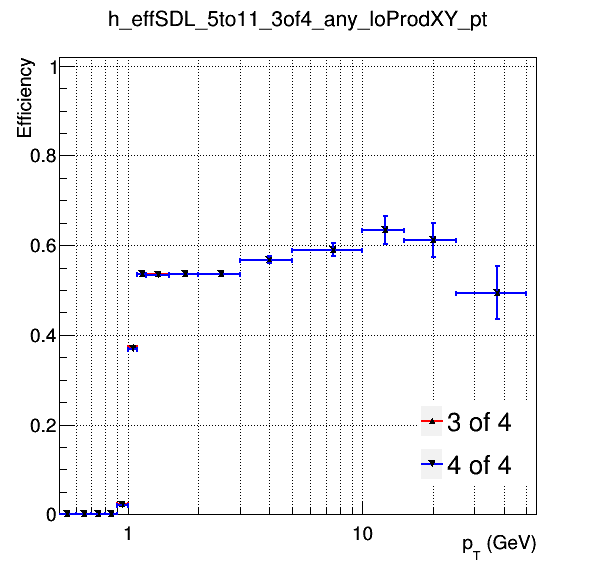 h_effSDL_5to11_3of4_any_loProdXY_pt
Efficiency
1
0.8
0.6
0.4
0.2
0
3 of 4
4 of 4
1
10
p_T (GeV)